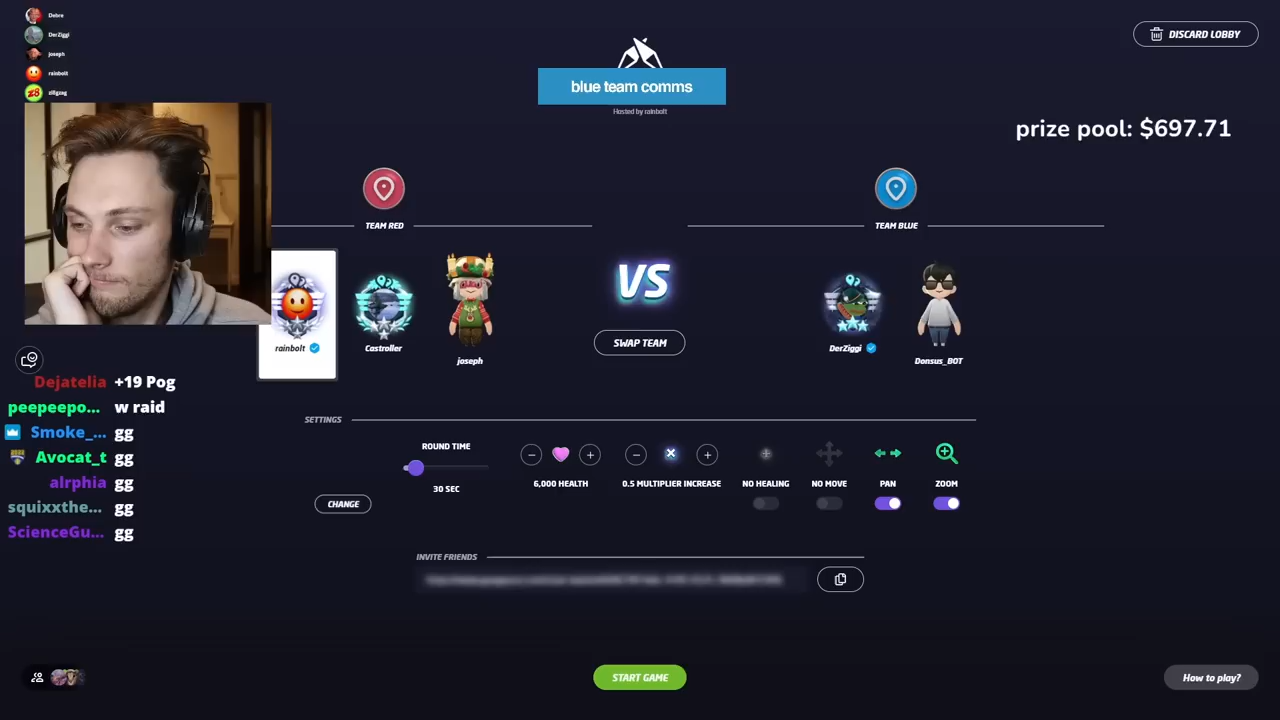 Debre
DerZiggi
joseph
rainbolt
zi8gzag
DISCARD LOBBY
blue team comms
Hosted by rainbolt
prize pool: $697.71
TEAM RED
TEAM BLUE
VS
SWAP TEAM
rainbolt
Castroller
joseph
DerZiggi
Donsus_BOT
Dejatelia +19 Pog
peepeepo... w raid
Smoke_... gg
Avocat_t gg
alrphia gg
squixxthe... gg
ScienceGu... gg
SETTINGS
ROUND TIME
30 SEC
CHANGE
6,000 HEALTH
0.5 MULTIPLIER INCREASE
NO HEALING
NO MOVE
PAN
ZOOM
INVITE FRIENDS
START GAME
How to play?